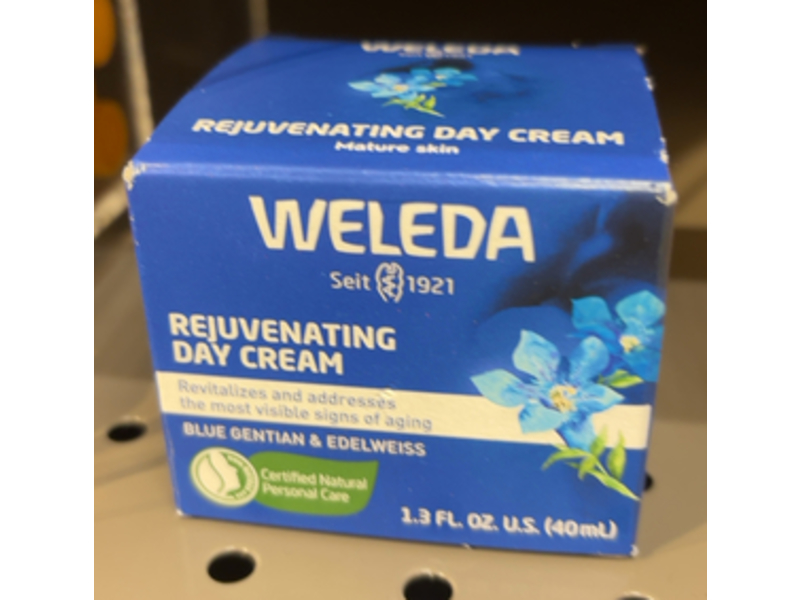 WELEDA
REJUVENATING DAY CREAM
Mature skin
WELEDA
Seit 1921
REJUVENATING
DAY CREAM
Revitalizes and addresses
the most visible signs of aging
BLUE GENTIAN & EDELWEISS
Certified Natural
Personal Care
1.3 FL. OZ. U.S. (40mL)